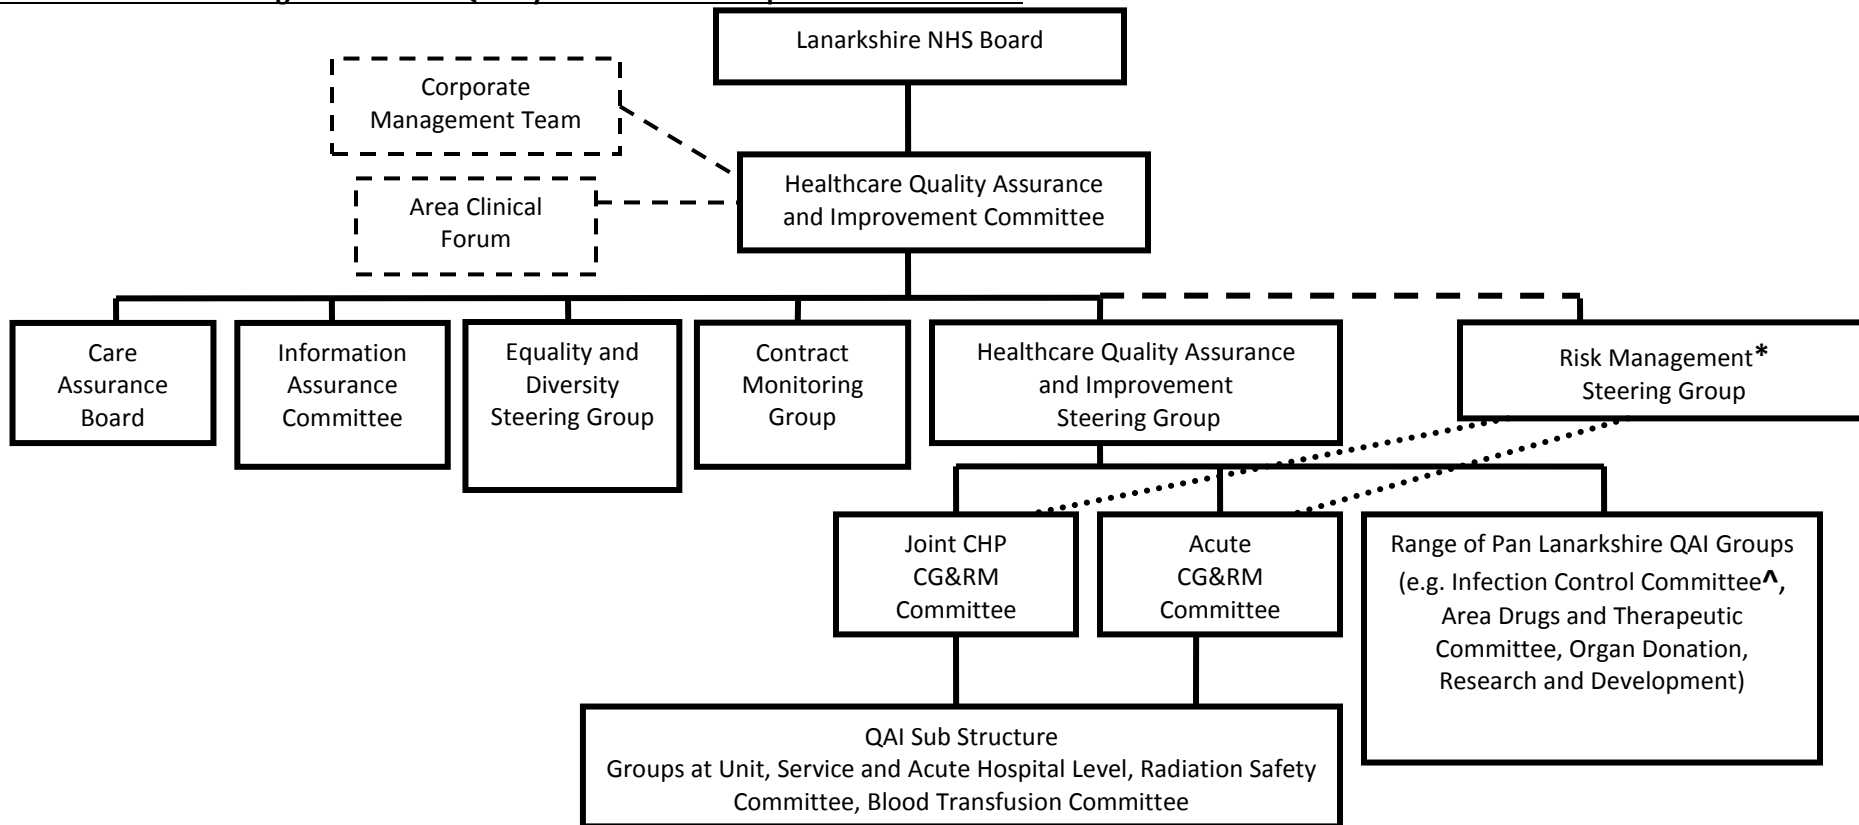 Lanarkshire NHS Board
Corporate
Management Team
Healthcare Quality Assurance
and Improvement Committee
Area Clinical
Forum
Care
Assurance
Board
Information
Assurance
Committee
Equality and
Diversity
Steering Group
Contract
Monitoring
Group
Healthcare Quality Assurance
and Improvement
Steering Group
Risk Management*
Steering Group
Joint CHP
CG&RM
Committee
Acute
CG&RM
Committee
Range of Pan Lanarkshire QAI Groups
(e.g. Infection Control Committee^,
Area Drugs and Therapeutic
Committee, Organ Donation,
Research and Development)
QAI Sub Structure
Groups at Unit, Service and Acute Hospital Level, Radiation Safety
Committee, Blood Transfusion Committee